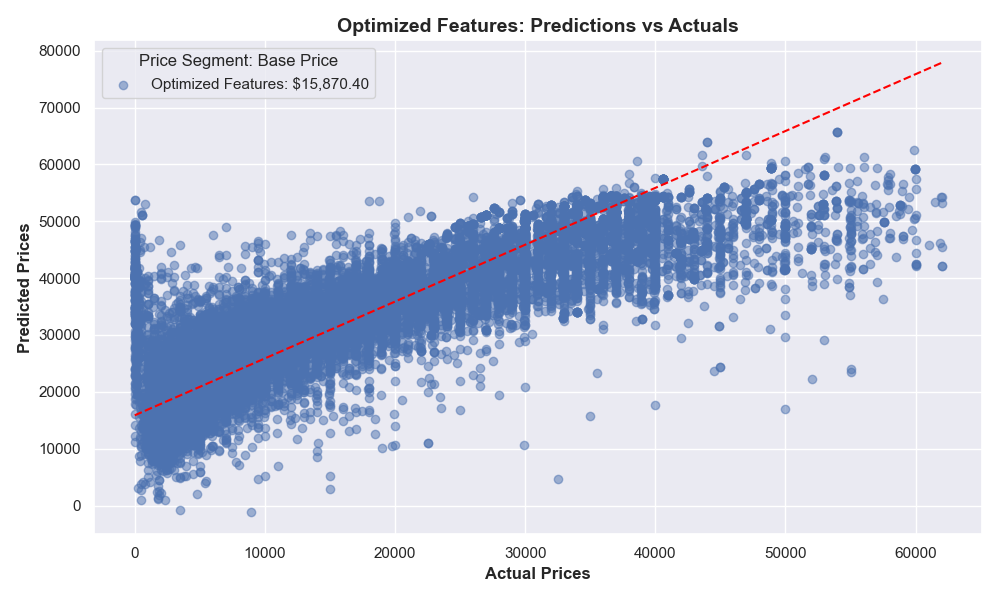 Optimized Features: Predictions vs Actuals
Price Segment: Base Price
Optimized Features: $15,870.40
80000
70000
60000
50000
40000
30000
20000
10000
0
Predicted Prices
0 10000 20000 30000 40000 50000 60000
Actual Prices